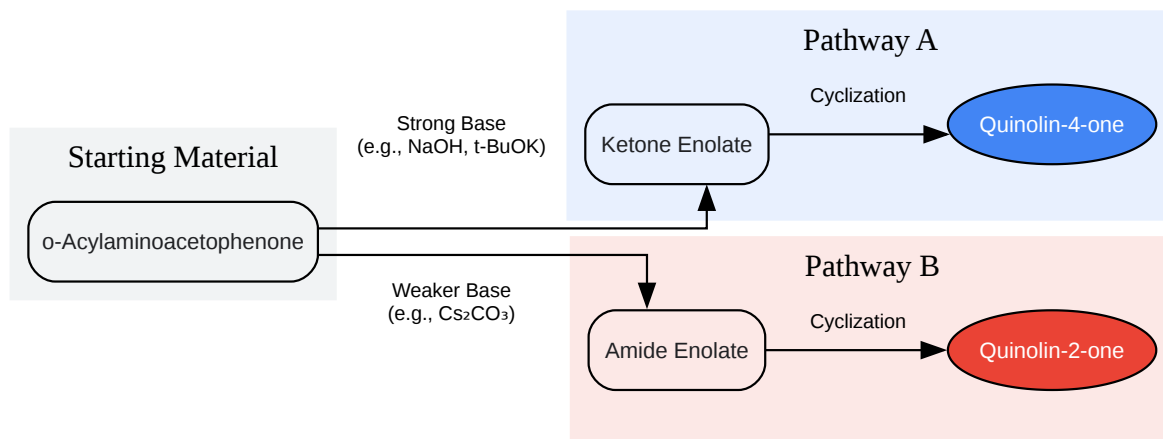 Starting Material
o-Acylaminoacetophenone
Strong Base
(e.g., NaOH, t-BuOK)
Weaker Base
(e.g., Cs₂CO₃)
Pathway A
Ketone Enolate
Cyclization
Quinolin-4-one
Pathway B
Amide Enolate
Cyclization
Quinolin-2-one